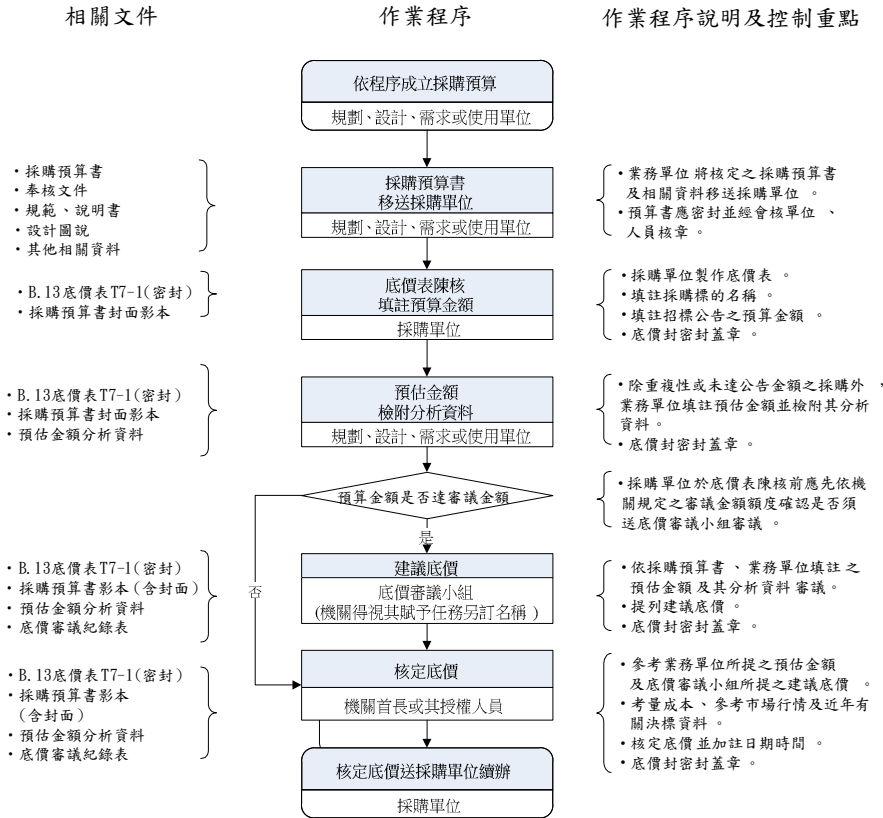 相關文件
作業程序
作業程序說明及控制重點
依程序成立採購預算
規劃、設計、需求或使用單位
・採購預算書
・奉核文件
・規范、說明書
・設計圖說
・其他相關資料
採購預算書
移送採購單位
規劃、設計、需求或使用單位
・業務單位將核定之採購預算書
及相關資料移送採購單位。
・預算書應密封並經會核單位、
人員核章。
・B.13底價表T7-1(密封)
・採購預算書封面影本
底價表陳核
填註預算金額
採購單位
・採購單位製作底價表。
・填註採購標的名稱。
・填註招標公告之預算金額。
・底價封密封蓋章。
・B.13底價表T7-1(密封)
・採購預算書封面影本
・預估金額分析資料
預估金額
檢附分析資料
規劃、設計、需求或使用單位
・除重複性或未達公告金額之採購外，
業務單位填註預估金額並檢附其分析
資料。
・底價封密封蓋章。
預算金額是否達審議金額
・採購單位於底價表陳核前應先依機
關規定之審議金額額度確認是否須
送底價審議小組審議。
是
否
・B.13底價表T7-1(密封)
・採購預算書影本(含封面)
・預估金額分析資料
・底價審議紀錄表
建議底價
底價審議小組
(機關得視其賦予任務另訂名稱)
・依採購預算書、業務單位填註之
預估金額及其分析資料審議。
・提列建議底價。
・底價封密封蓋章。
・B.13底價表T7-1(密封)
・採購預算書影本
(含封面)
・預估金額分析資料
・底價審議紀錄表
核定底價
機關首長或其授權人員
・參考業務單位所提之預估金額
及底價審議小組所提之建議底價。
・考量成本、參考市場行情及近年有
關決標資料。
・核定底價並加註日期時間。
・底價封密封蓋章。
核定底價送採購單位續辦
採購單位